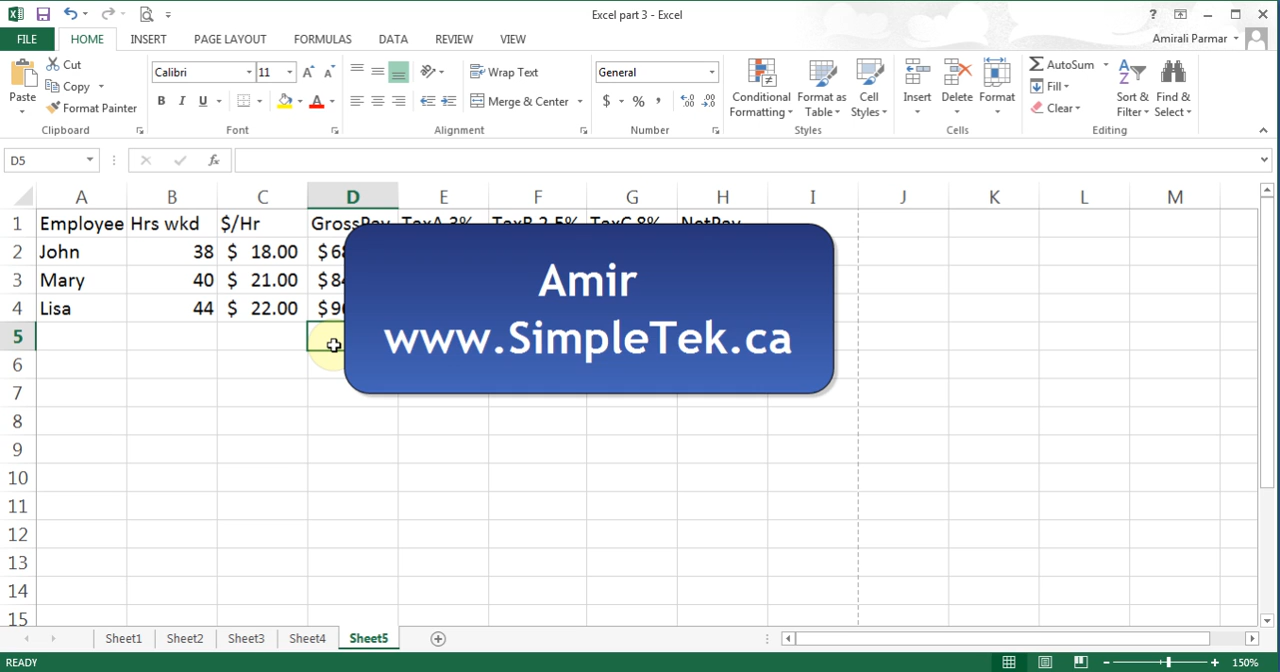 Excel part 3 - Excel
FILE HOME INSERT PAGE LAYOUT FORMULAS DATA REVIEW VIEW Amirali Parmar
Paste Cut
Copy
Format Painter
Clipboard
Calibri 11
B I U A
Font
Wrap Text
Merge & Center
Alignment
General
$ % ,
Number
Conditional Formatting
Format as Table
Cell Styles
Styles
Insert Delete Format
Cells
AutoSum
Fill
Clear
Sort & Filter
Find & Select
Editing
D5 fx
A B C D E F G H I J K L M
1 Employee Hrs wkd $/Hr GrossPay TaxA 3% TaxB 2.5% TaxC 8% NetPay
2 John 38 $ 18.00 $
3 Mary 40 $ 21.00 $
4 Lisa 44 $ 22.00 $
5
6
7
8
9
10
11
12
13
14
15
Amir
www.SimpleTek.ca
Sheet1 Sheet2 Sheet3 Sheet4 Sheet5
READY 150%